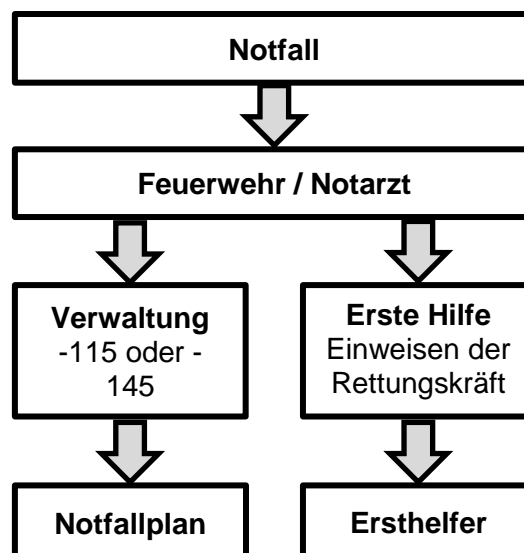 Notfall
Feuerwehr / Notarzt
Verwaltung
-115 oder -
145
Erste Hilfe
Einweisen der
Rettungskräft
Notfallplan
Ersthelfer